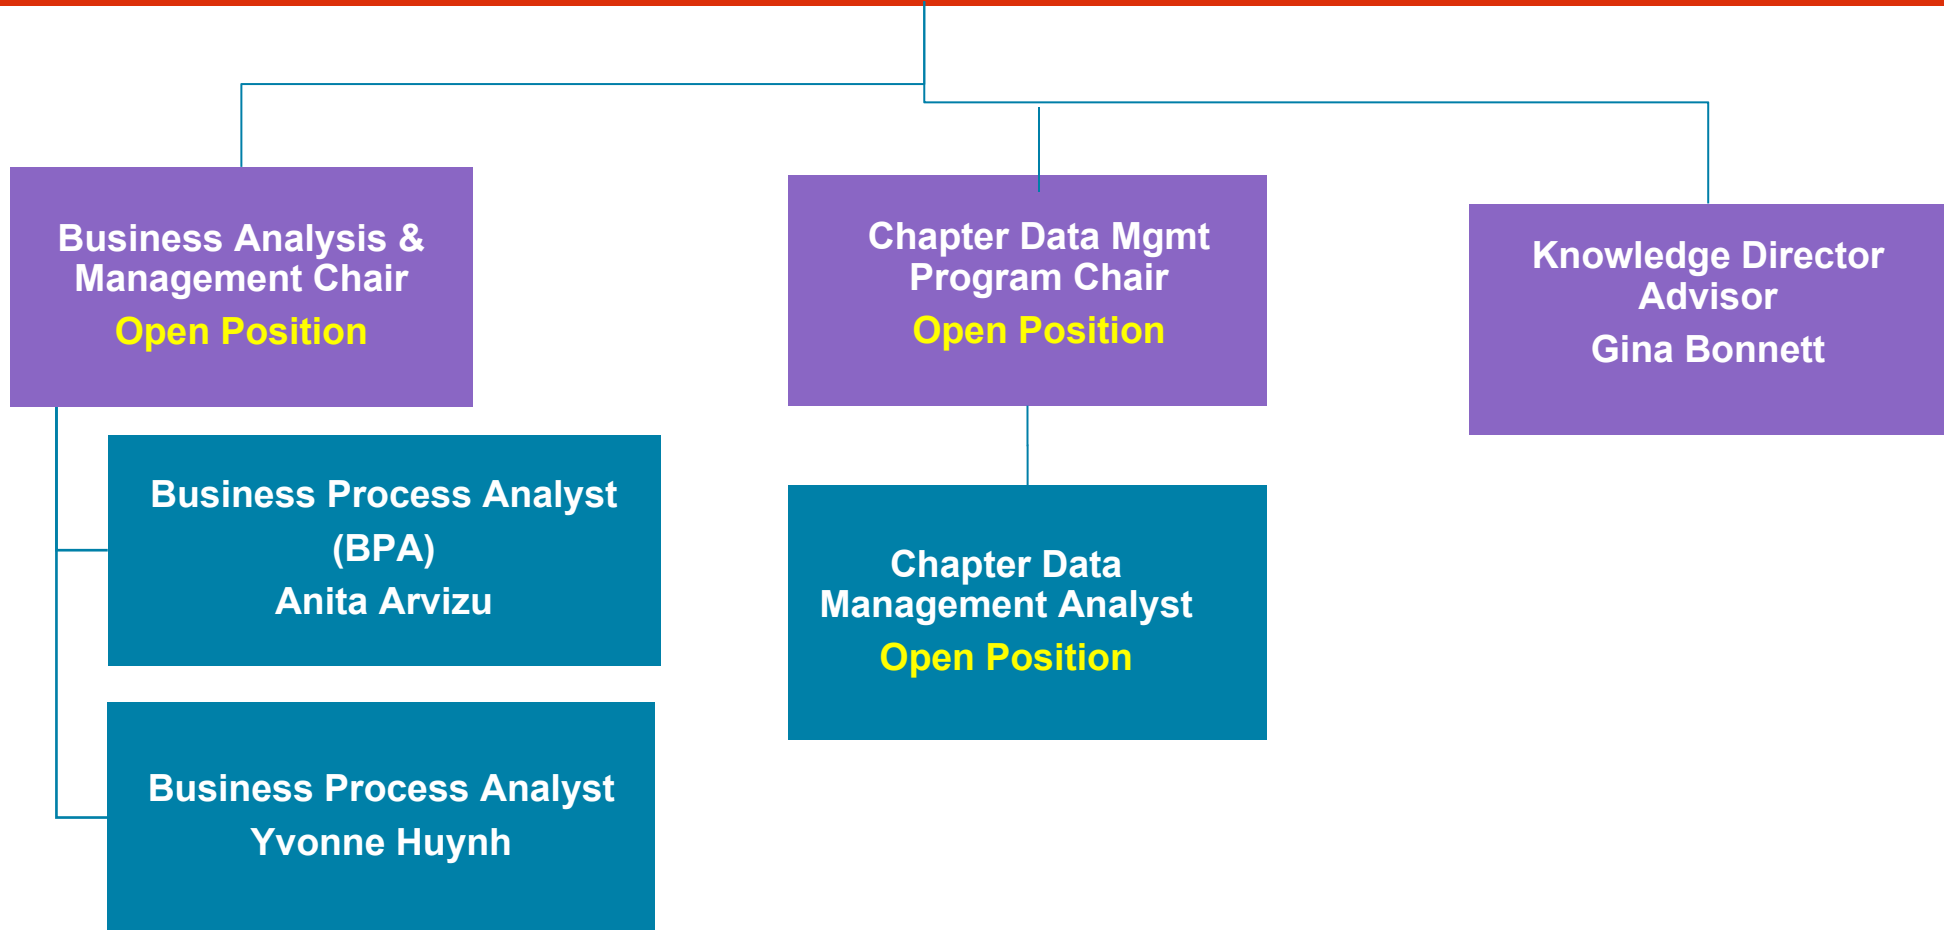 Business Analysis &
Management Chair
Open Position
Chapter Data Mgmt
Program Chair
Open Position
Knowledge Director
Advisor
Gina Bonnett
Business Process Analyst
(BPA)
Anita Arvizu
Chapter Data
Management Analyst
Open Position
Business Process Analyst
Yvonne Huynh